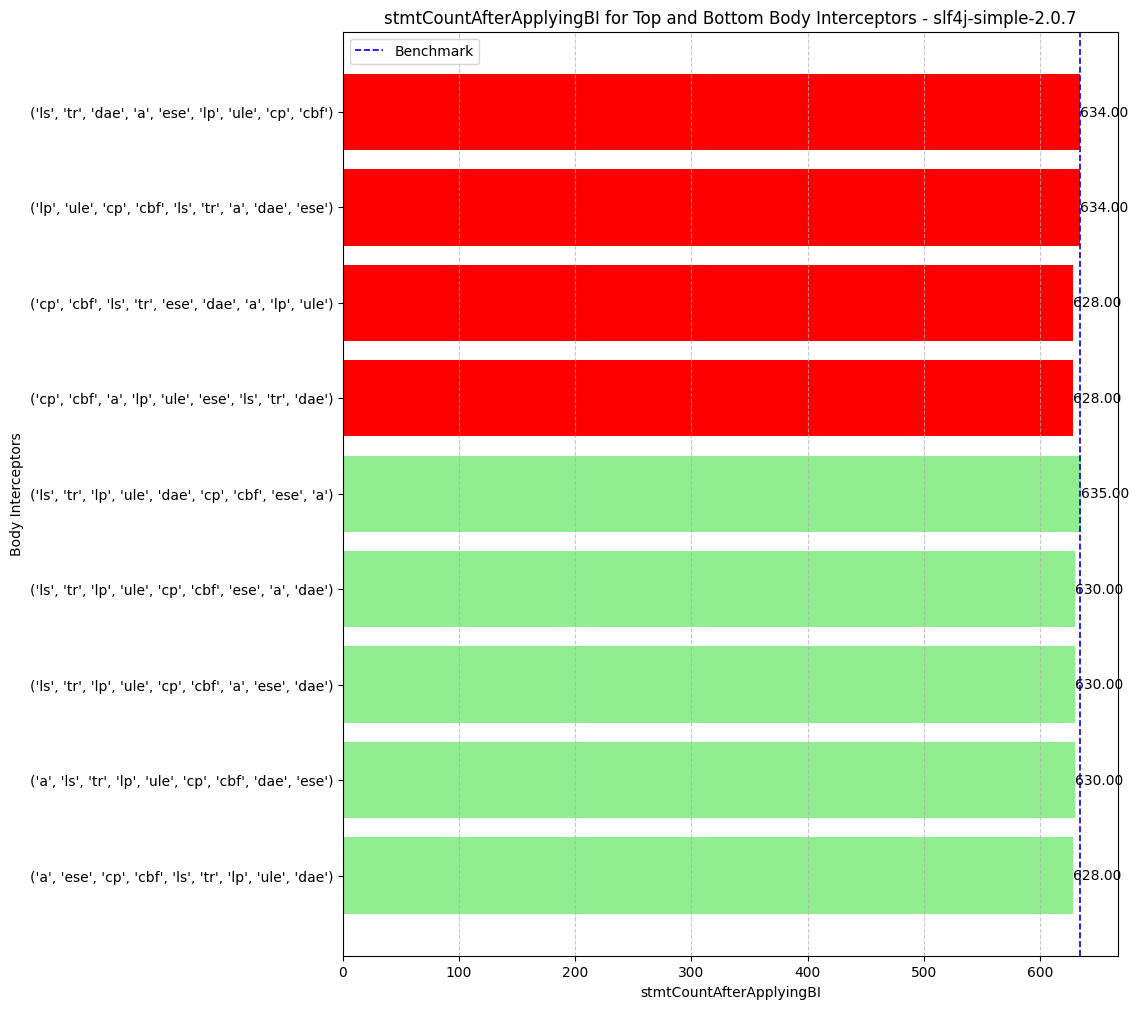 stmtCountAfterApplyingBI for Top and Bottom Body Interceptors - slf4j-simple-2.0.7
Benchmark
('ls', 'tr', 'dae', 'a', 'ese', 'lp', 'ule', 'cp', 'cbf')
634.00
('lp', 'ule', 'cp', 'cbf', 'ls', 'tr', 'a', 'dae', 'ese')
634.00
('cp', 'cbf', 'ls', 'tr', 'ese', 'dae', 'a', 'lp', 'ule')
628.00
('cp', 'cbf', 'a', 'lp', 'ule', 'ese', 'ls', 'tr', 'dae')
628.00
('ls', 'tr', 'lp', 'ule', 'dae', 'cp', 'cbf', 'ese', 'a')
635.00
('ls', 'tr', 'lp', 'ule', 'cp', 'cbf', 'ese', 'a', 'dae')
630.00
('ls', 'tr', 'lp', 'ule', 'cp', 'cbf', 'a', 'ese', 'dae')
630.00
('a', 'ls', 'tr', 'lp', 'ule', 'cp', 'cbf', 'dae', 'ese')
630.00
('a', 'ese', 'cp', 'cbf', 'ls', 'tr', 'lp', 'ule', 'dae')
628.00
Body Interceptors
0 100 200 300 400 500 600
stmtCountAfterApplyingBI